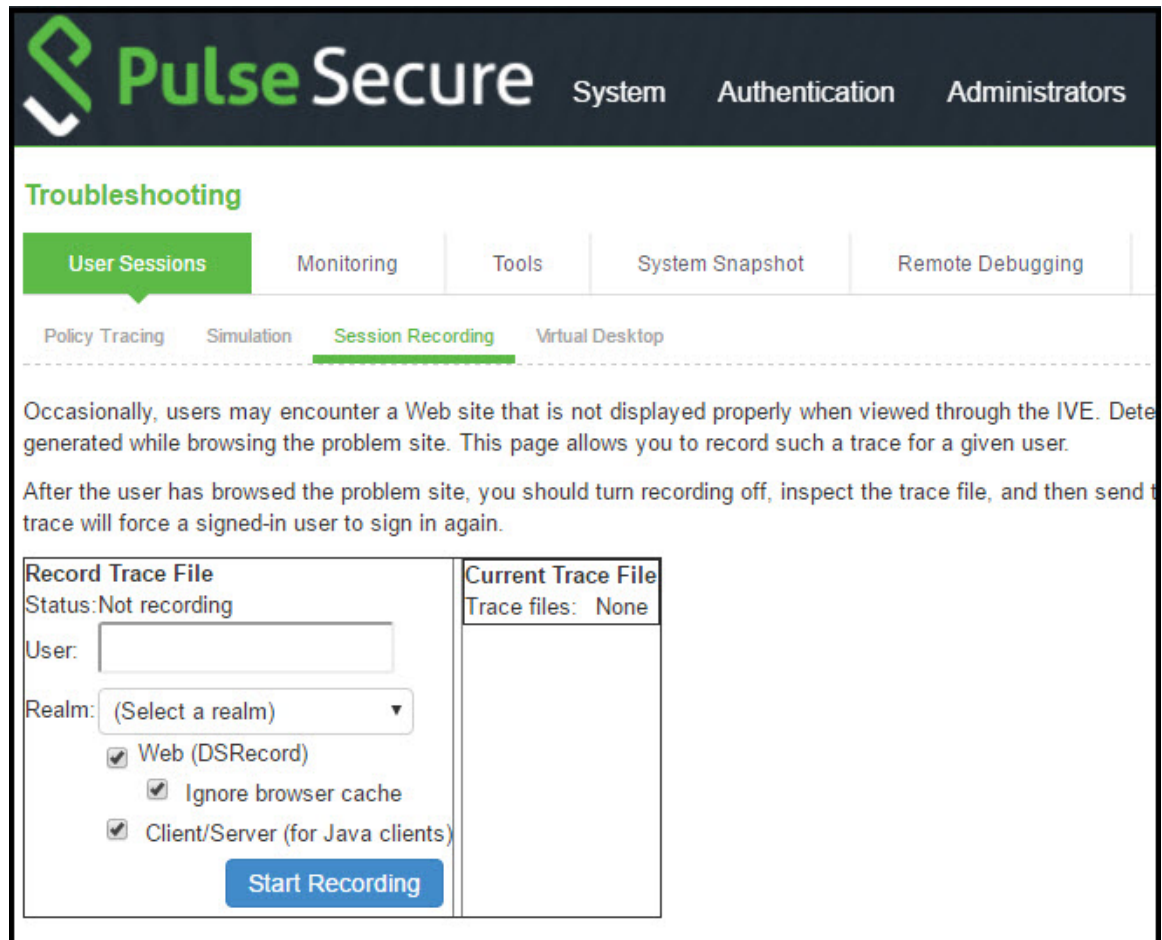 Pulse Secure System Authentication Administrators
Troubleshooting
User Sessions Monitoring Tools System Snapshot Remote Debugging
Policy Tracing Simulation Session Recording Virtual Desktop
Occasionally, users may encounter a Web site that is not displayed properly when viewed through the IVE. Dete
generated while browsing the problem site. This page allows you to record such a trace for a given user.
After the user has browsed the problem site, you should turn recording off, inspect the trace file, and then send t
trace will force a signed-in user to sign in again.
Record Trace File Current Trace File
Status:Not recording Trace files: None
User:
Realm: (Select a realm)
Web (DSRecord)
Ignore browser cache
Client/Server (for Java clients)
Start Recording